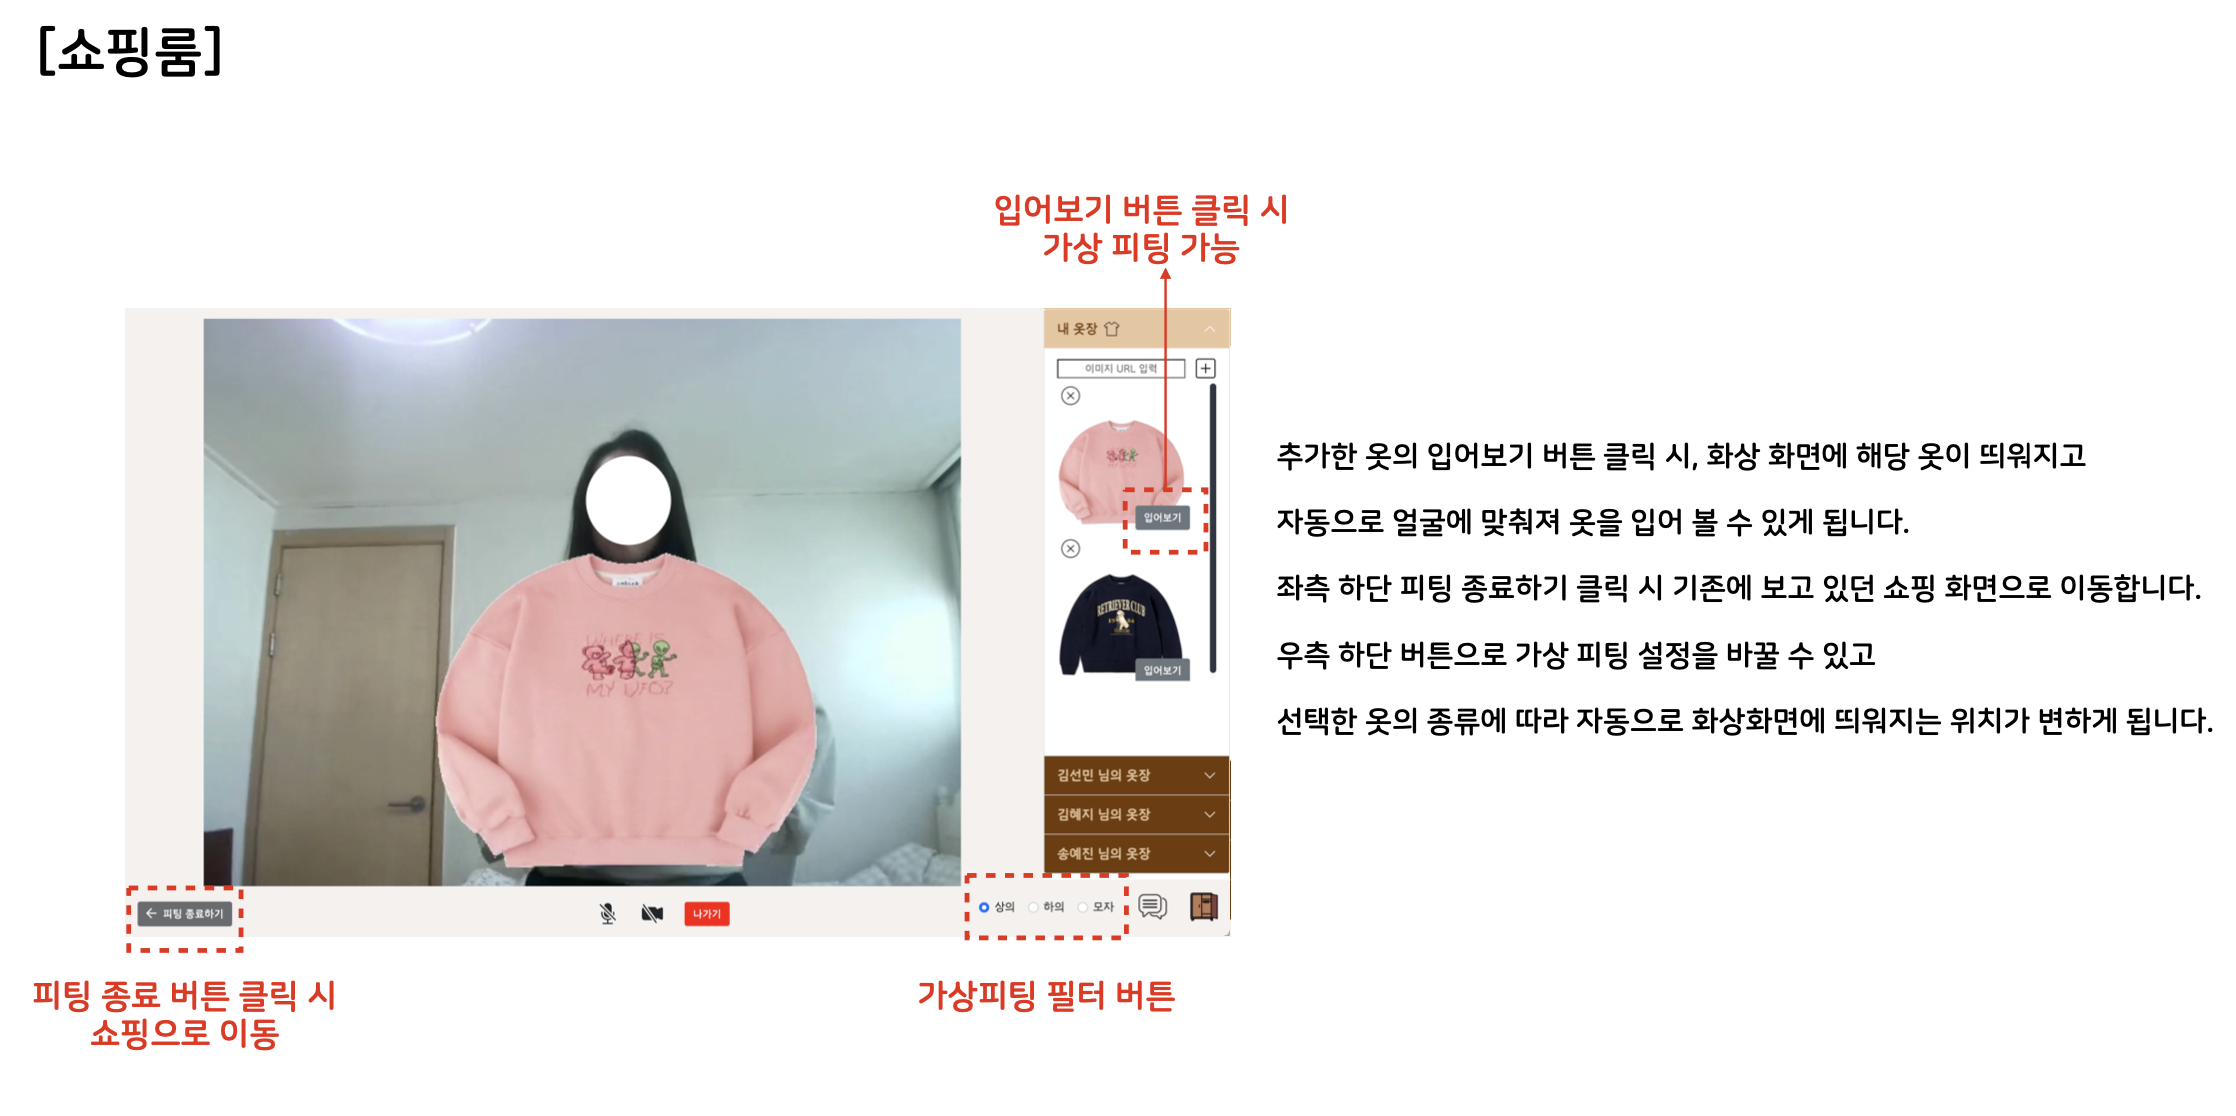 [쇼핑룸]
입어보기 버튼 클릭 시
가상 피팅 가능
내 옷장
이미지 URL 입력
입어보기
RETRIEVER CLUB
입어보기
WHERE IS
MY UFO?
김선민 님의 옷장
김혜지 님의 옷장
송예진 님의 옷장
피팅 종료하기
나가기
상의
하의
모자
피팅 종료 버튼 클릭 시
쇼핑으로 이동
가상피팅 필터 버튼
추가한 옷의 입어보기 버튼 클릭 시, 화상 화면에 해당 옷이 띄워지고
자동으로 얼굴에 맞춰져 옷을 입어 볼 수 있게 됩니다.
좌측 하단 피팅 종료하기 클릭 시 기존에 보고 있던 쇼핑 화면으로 이동합니다.
우측 하단 버튼으로 가상 피팅 설정을 바꿀 수 있고
선택한 옷의 종류에 따라 자동으로 화상화면에 띄워지는 위치가 변하게 됩니다.